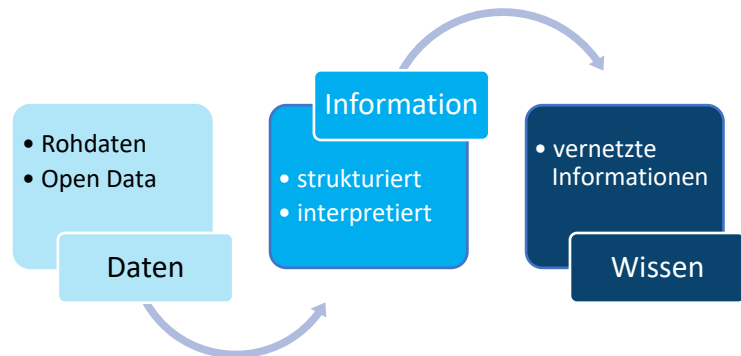 • Rohdaten
• Open Data
Daten
Information
• strukturiert
• interpretiert
• vernetzte
Informationen
Wissen